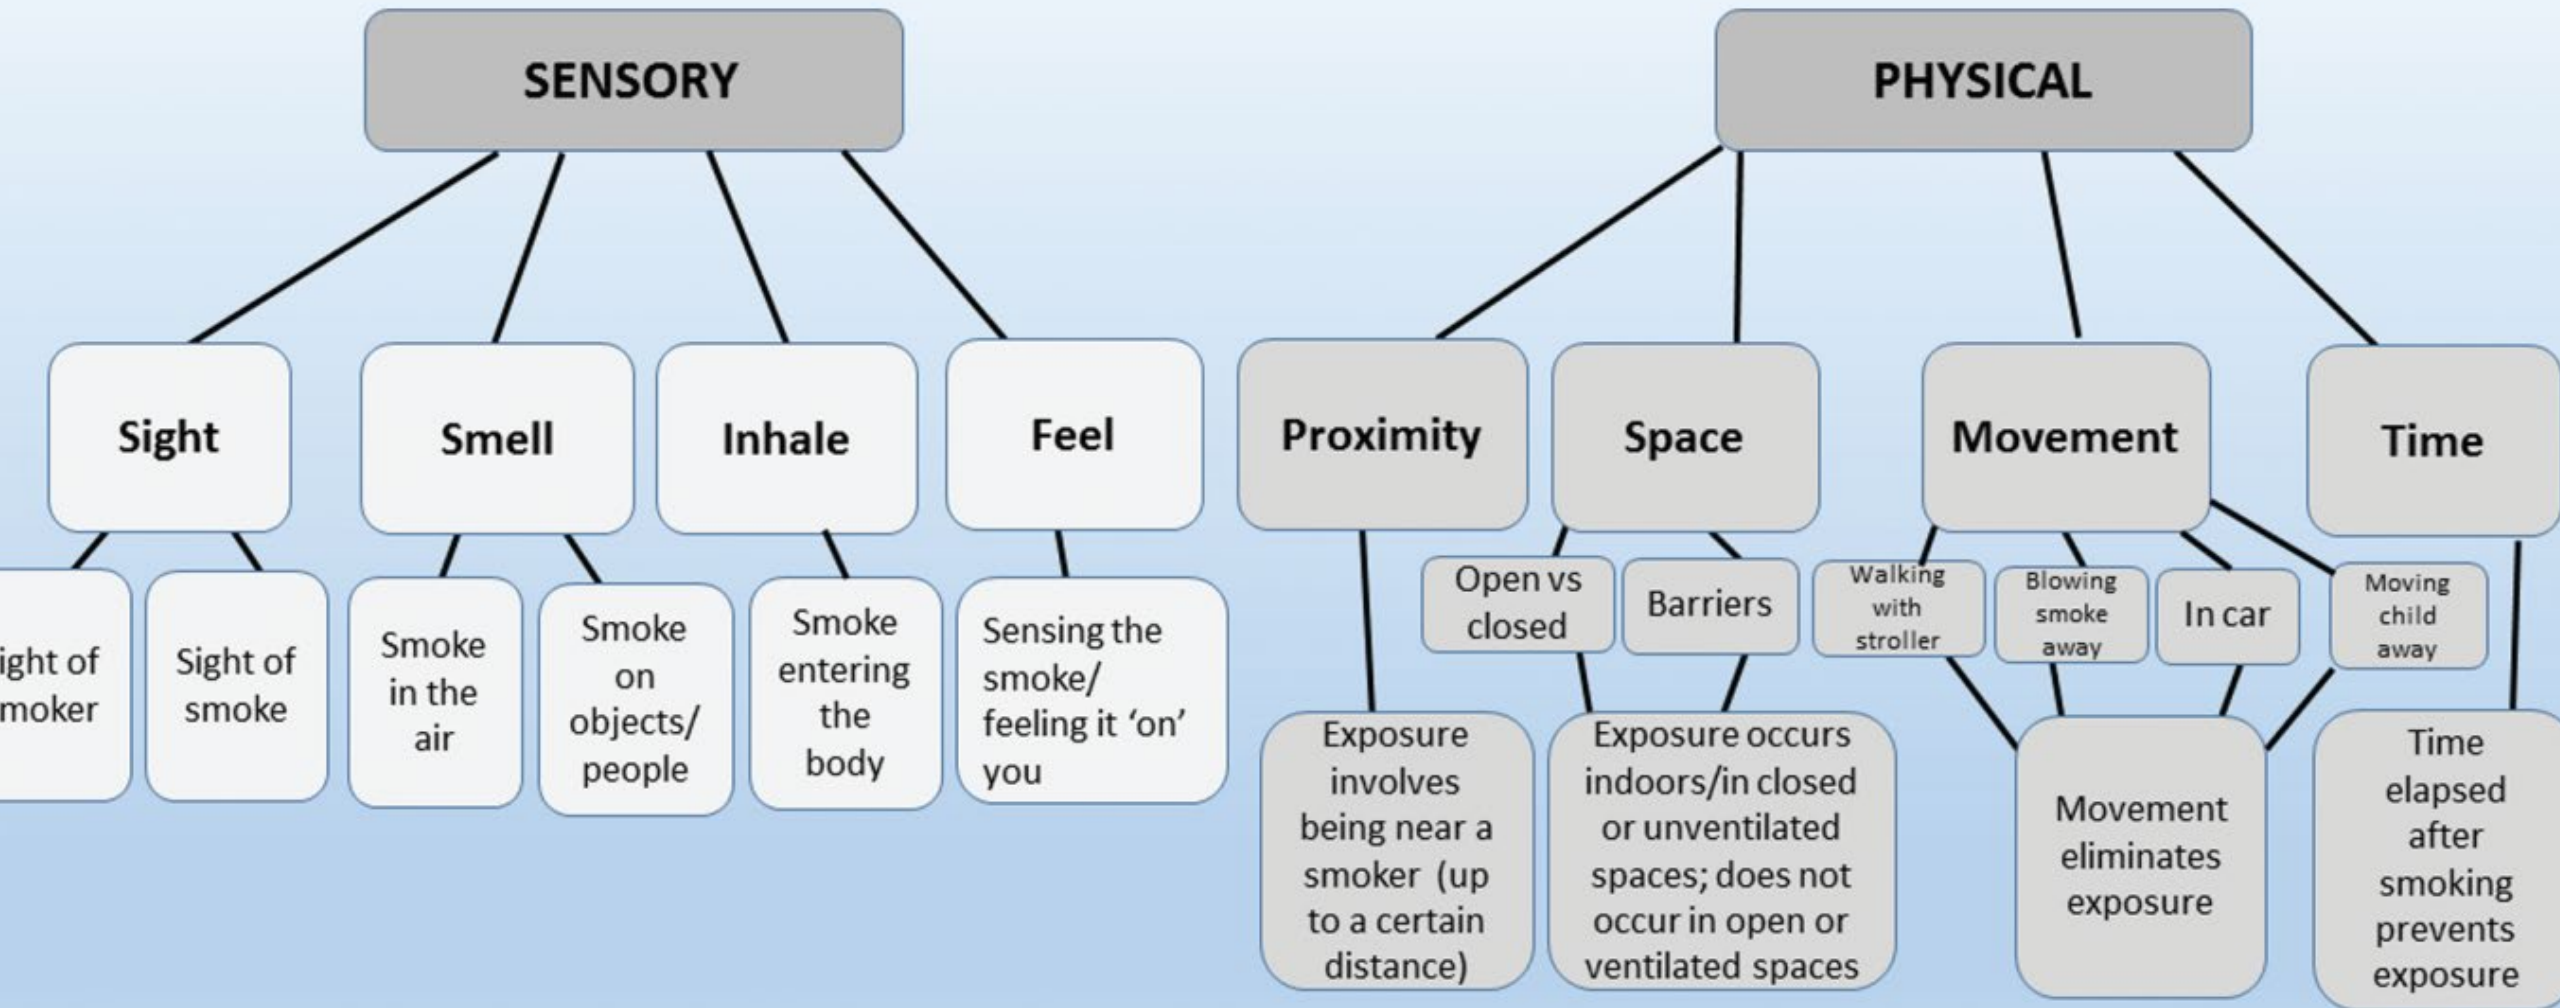 SENSORY
PHYSICAL
Sight
Smell
Inhale
Feel
Proximity
Space
Movement
Time
ight of
moker
Sight of
smoke
Smoke
in the
air
Smoke
on
objects/
people
Smoke
entering
the
body
Sensing the
smoke/
feeling it ‘on’
you
Open vs
closed
Barriers
Walking
with
stroller
Blowing
smoke
away
In car
Moving
child
away
Exposure
involves
being near a
smoker (up
to a certain
distance)
Exposure occurs
indoors/in closed
or unventilated
spaces; does not
occur in open or
ventilated spaces
Movement
eliminates
exposure
Time
elapsed
after
smoking
prevents
exposure